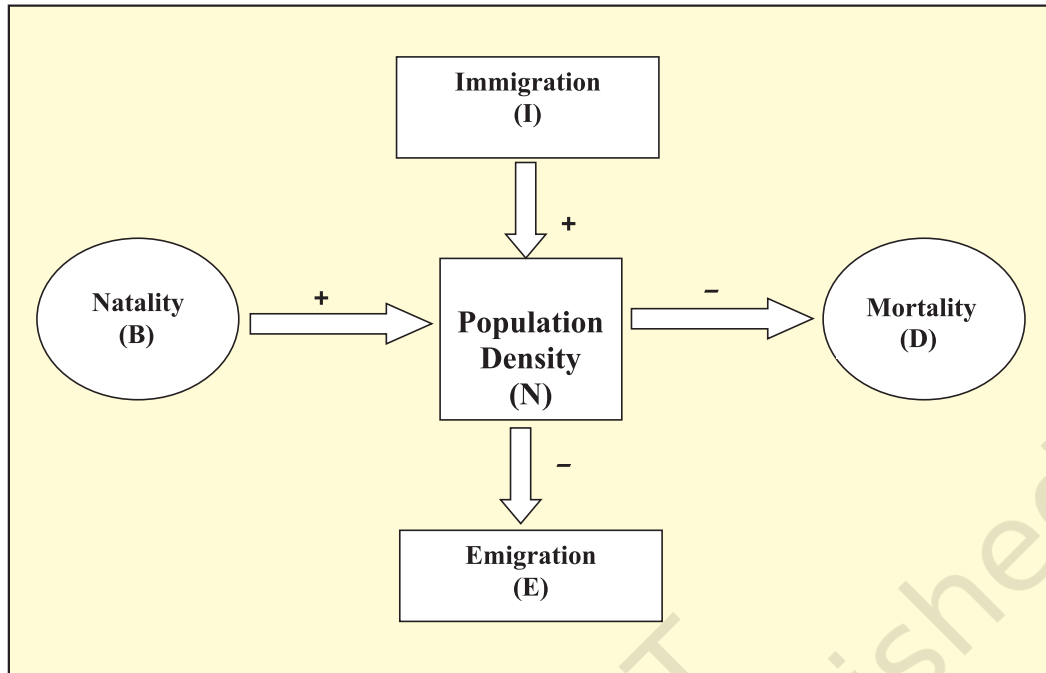 Immigration
(I)
+
Natality
(B)
+
Population
Density
(N)
–
Mortality
(D)
–
Emigration
(E)